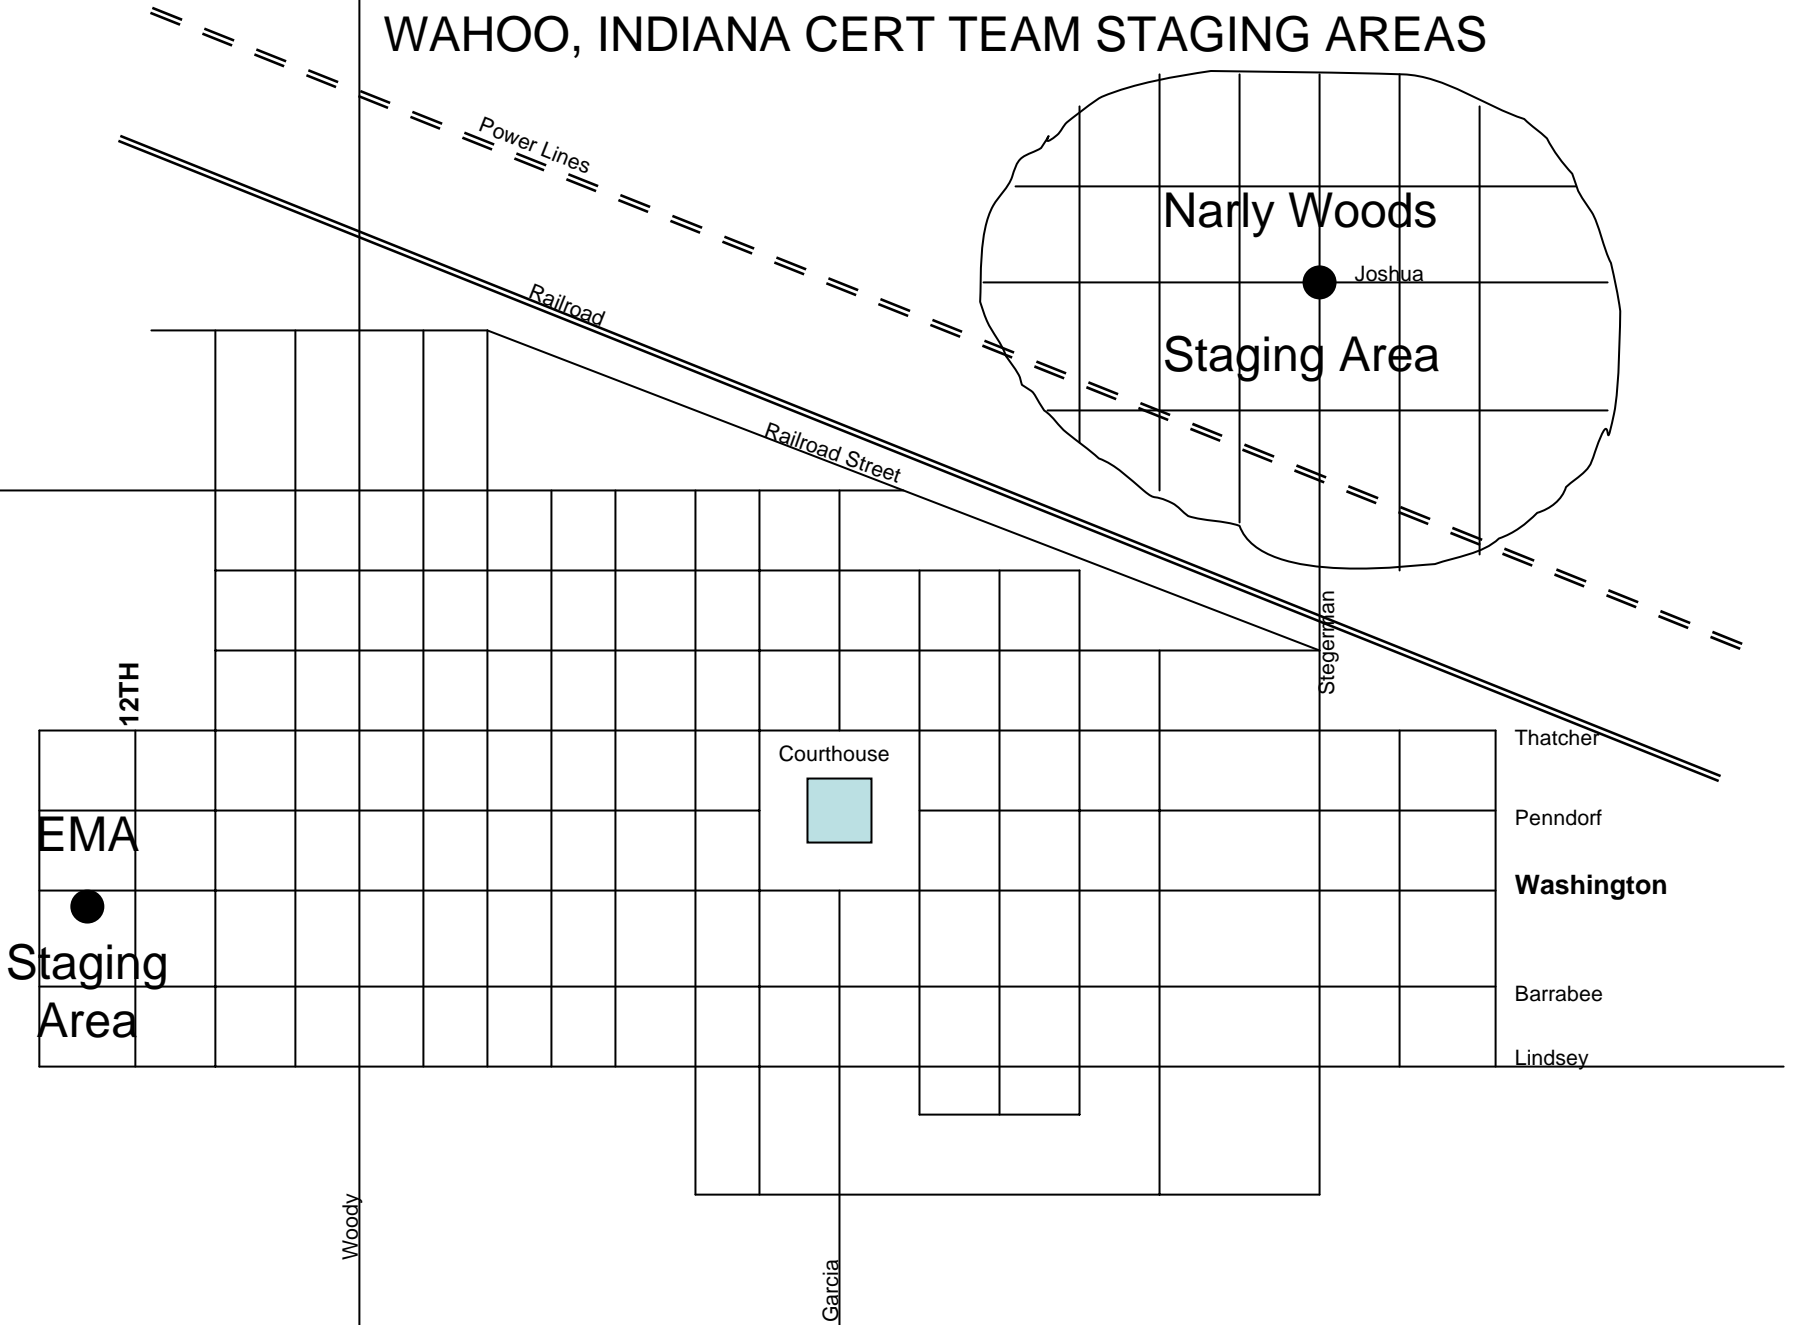 WAHOO, INDIANA CERT TEAM STAGING AREAS
Power Lines
Narly Woods
Joshua
Railroad
Staging Area
Railroad Street
Stegerman
12TH
Thatcher
Courthouse
Penndorf
EMA
Washington
Staging
Area
Barrabee
Lindsey
Woody
Garcia